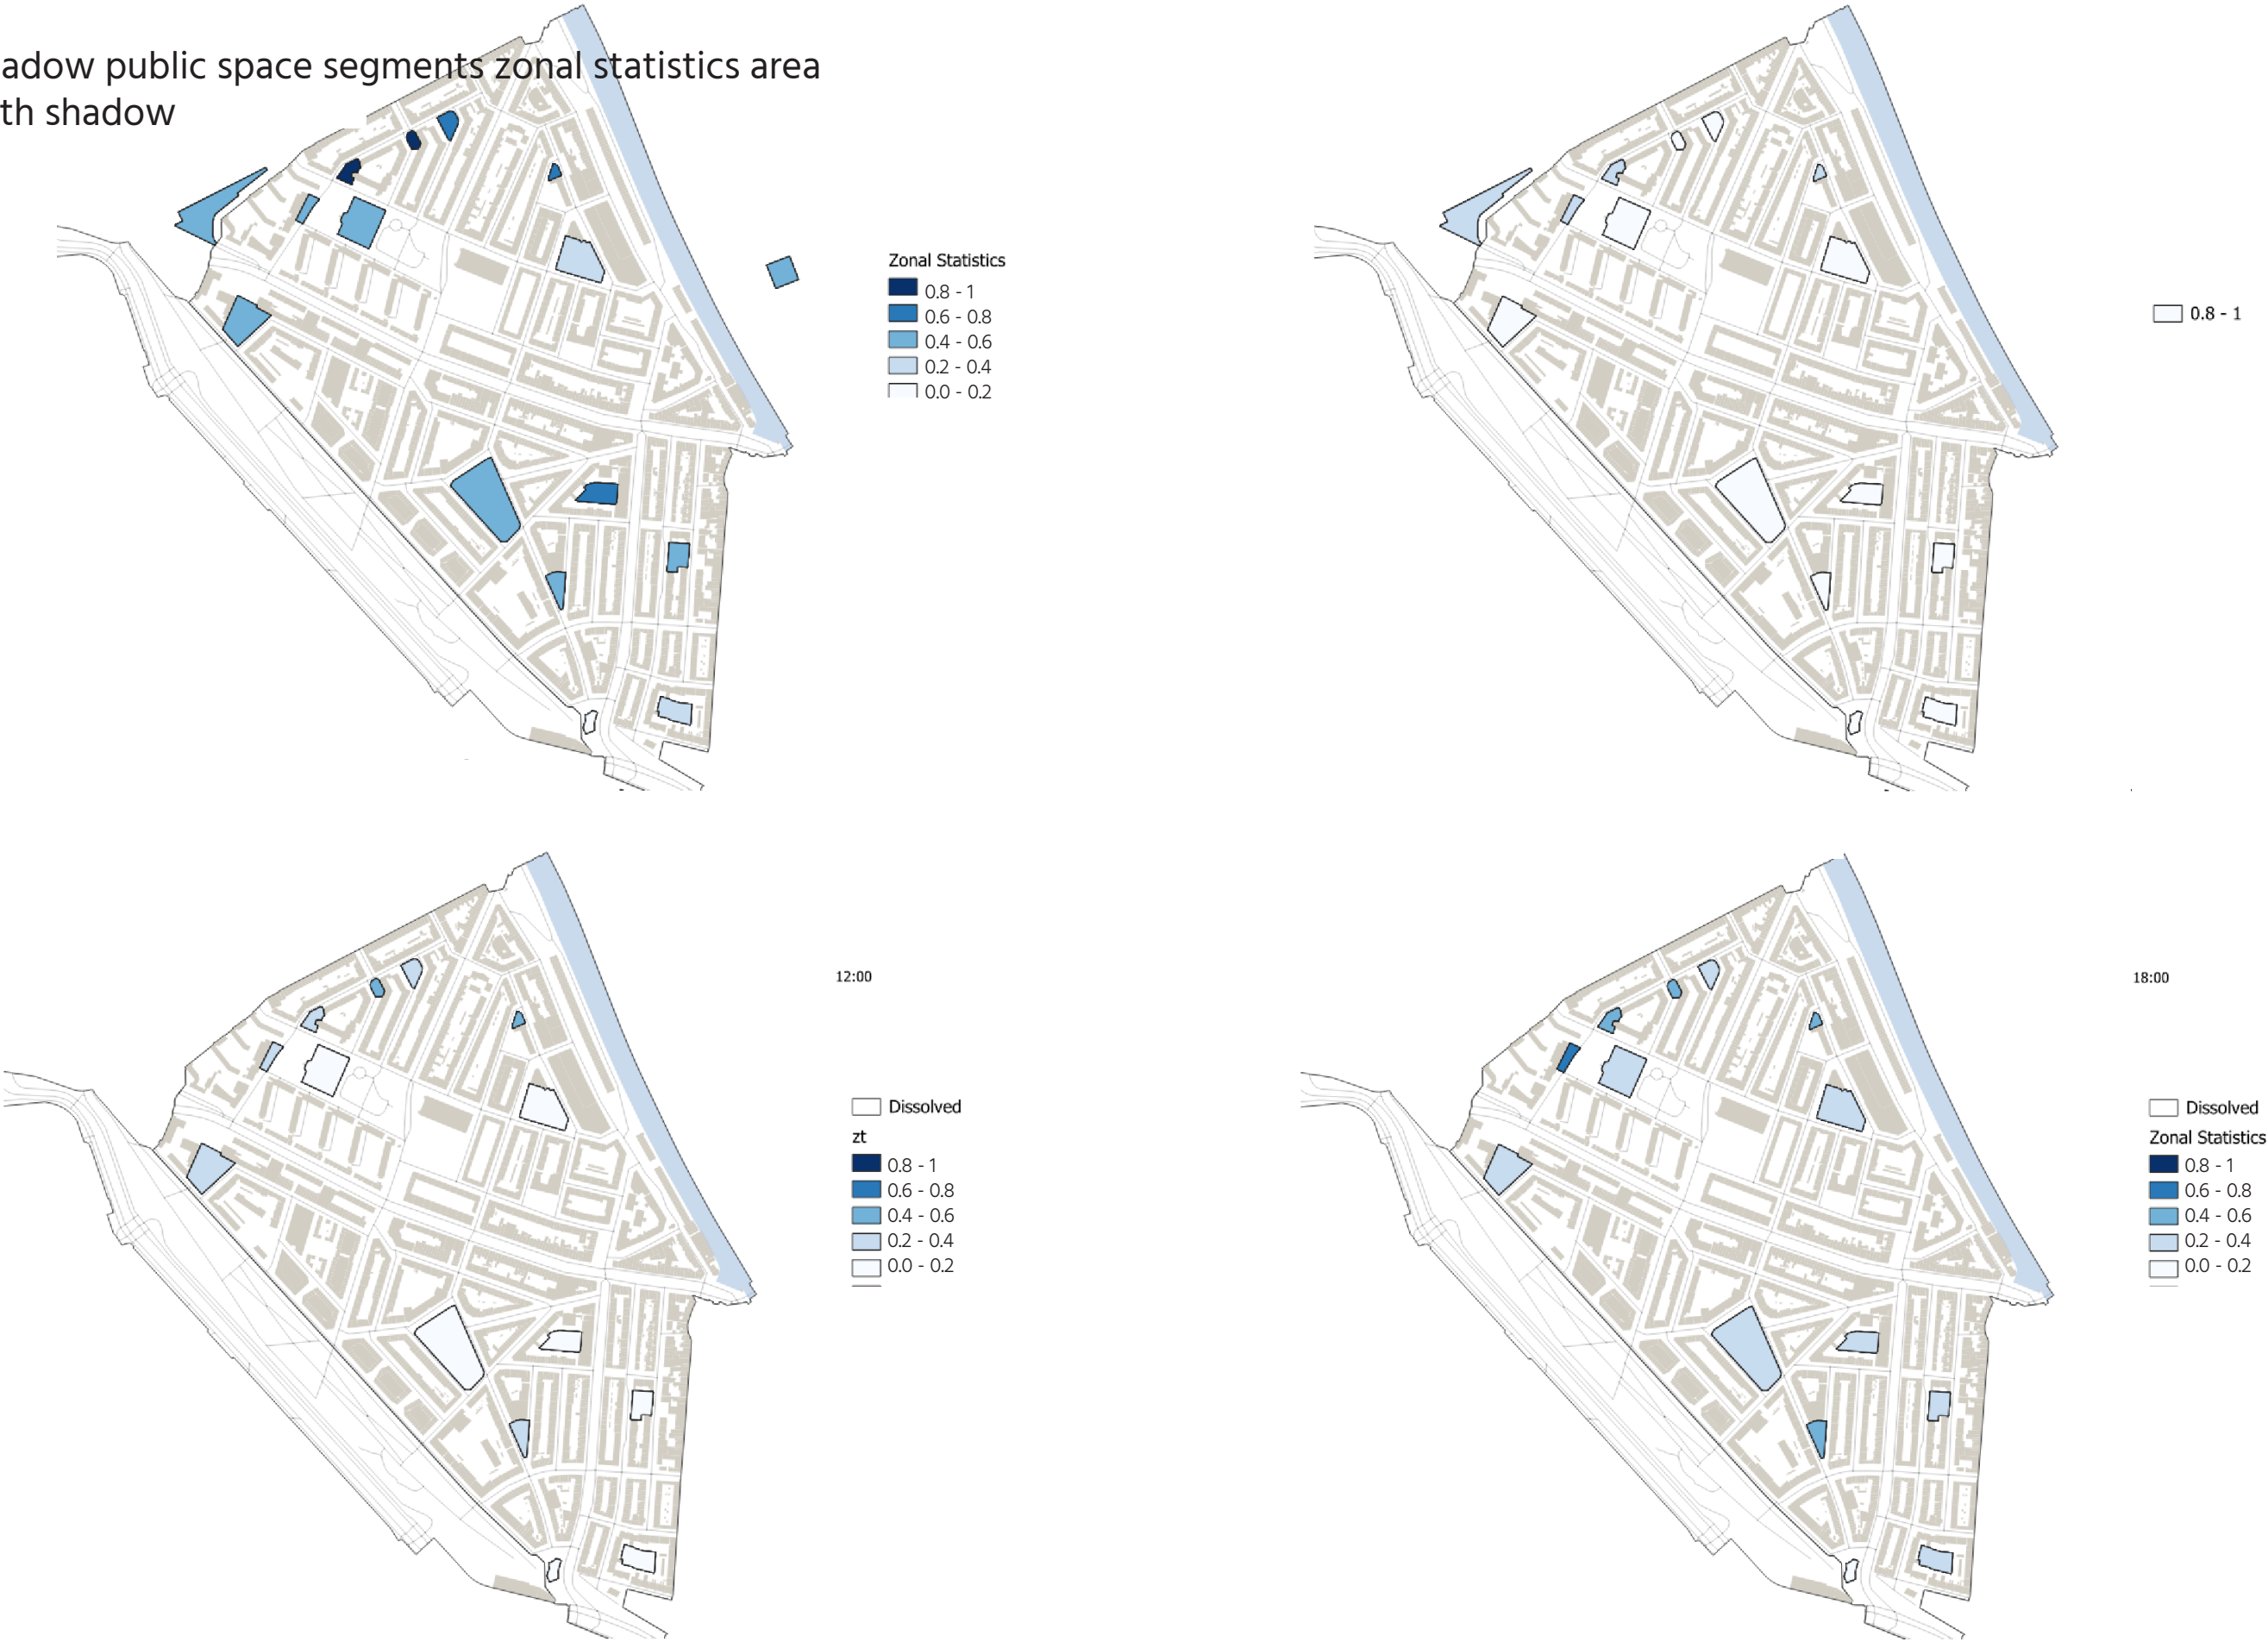 adow public space segments zonal statistics area
th shadow
Zonal Statistics
0.8 - 1
0.6 - 0.8
0.4 - 0.6
0.2 - 0.4
0.0 - 0.2
0.8 - 1
12:00
Dissolved
zt
0.8 - 1
0.6 - 0.8
0.4 - 0.6
0.2 - 0.4
0.0 - 0.2
18:00
Dissolved
Zonal Statistics
0.8 - 1
0.6 - 0.8
0.4 - 0.6
0.2 - 0.4
0.0 - 0.2